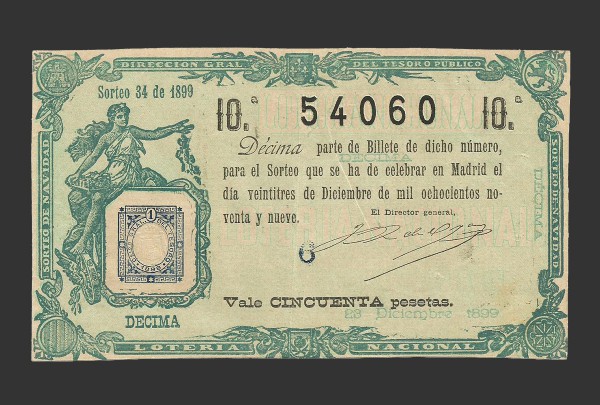 DIRECCION GRAL DEL TESORO PUBLICO
Sorteo 34 de 1899
10.ª 54060 10.ª
Décima parte de Billete de dicho número,
DECIMA
para el Sorteo que se ha de celebrar en Madrid el
día veintitres de Diciembre de mil ochocientos no-
venta y nueve.
El Director general,
SORTEO DE NAVIDAD
SORTEO DE NAVIDAD
DECIMA
1
Vale CINCUENTA pesetas.
DECIMA
23 Diciembre 1899
LOTERIA NACIONAL